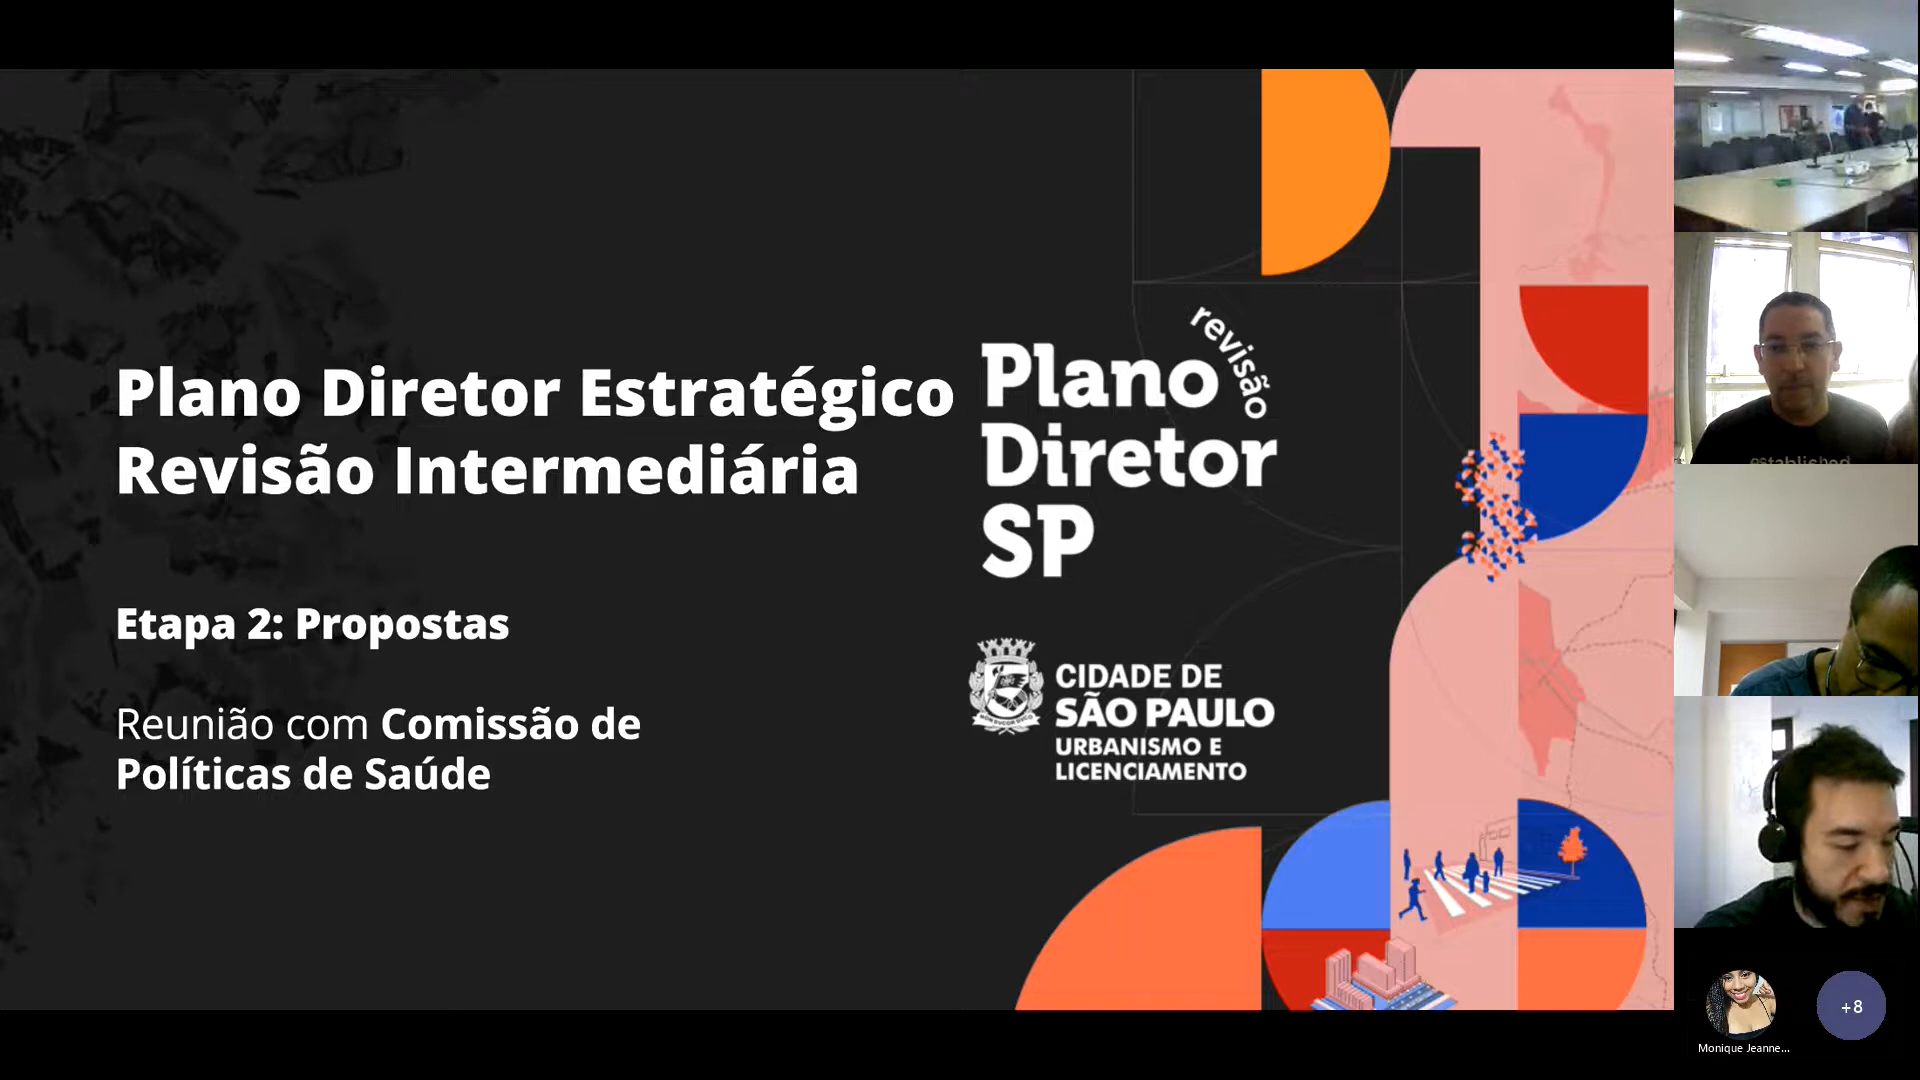 Plano Diretor Estratégico
Revisão Intermediária
Etapa 2: Propostas
Reunião com Comissão de
Políticas de Saúde
revisão
Plano
Diretor
SP
CIDADE DE
SÃO PAULO
URBANISMO E
LICENCIAMENTO
established
Monique Jeanne...
+8